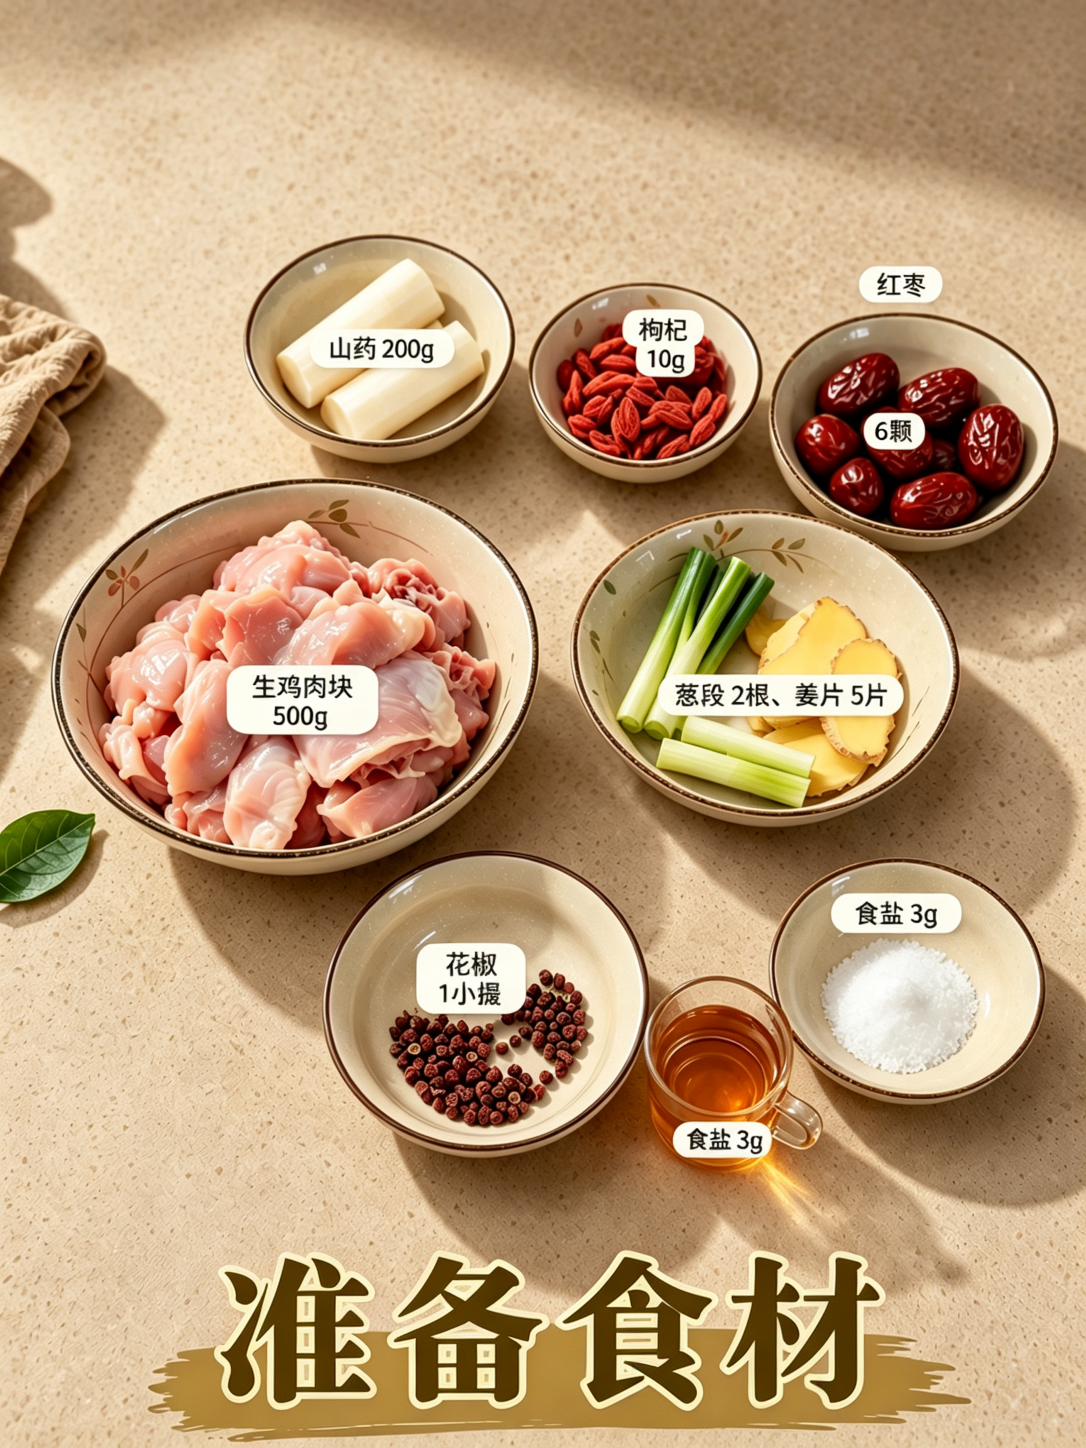 红枣
山药 200g
枸杞
10g
6颗
生鸡肉块
500g
葱段 2根、姜片 5片
食盐 3g
花椒
1小撮
食盐 3g
准备食材